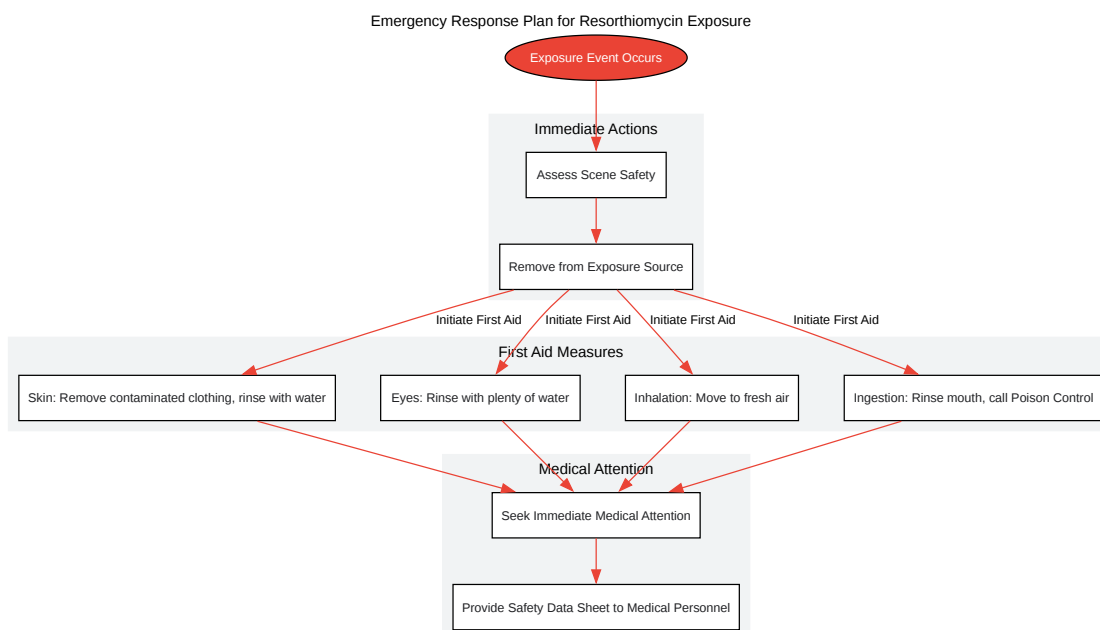 Emergency Response Plan for Resorthiomycin Exposure
Exposure Event Occurs
Immediate Actions
Assess Scene Safety
Remove from Exposure Source
Initiate First Aid
Initiate First Aid
Initiate First Aid
Initiate First Aid
First Aid Measures
Skin: Remove contaminated clothing, rinse with water
Eyes: Rinse with plenty of water
Inhalation: Move to fresh air
Ingestion: Rinse mouth, call Poison Control
Medical Attention
Seek Immediate Medical Attention
Provide Safety Data Sheet to Medical Personnel